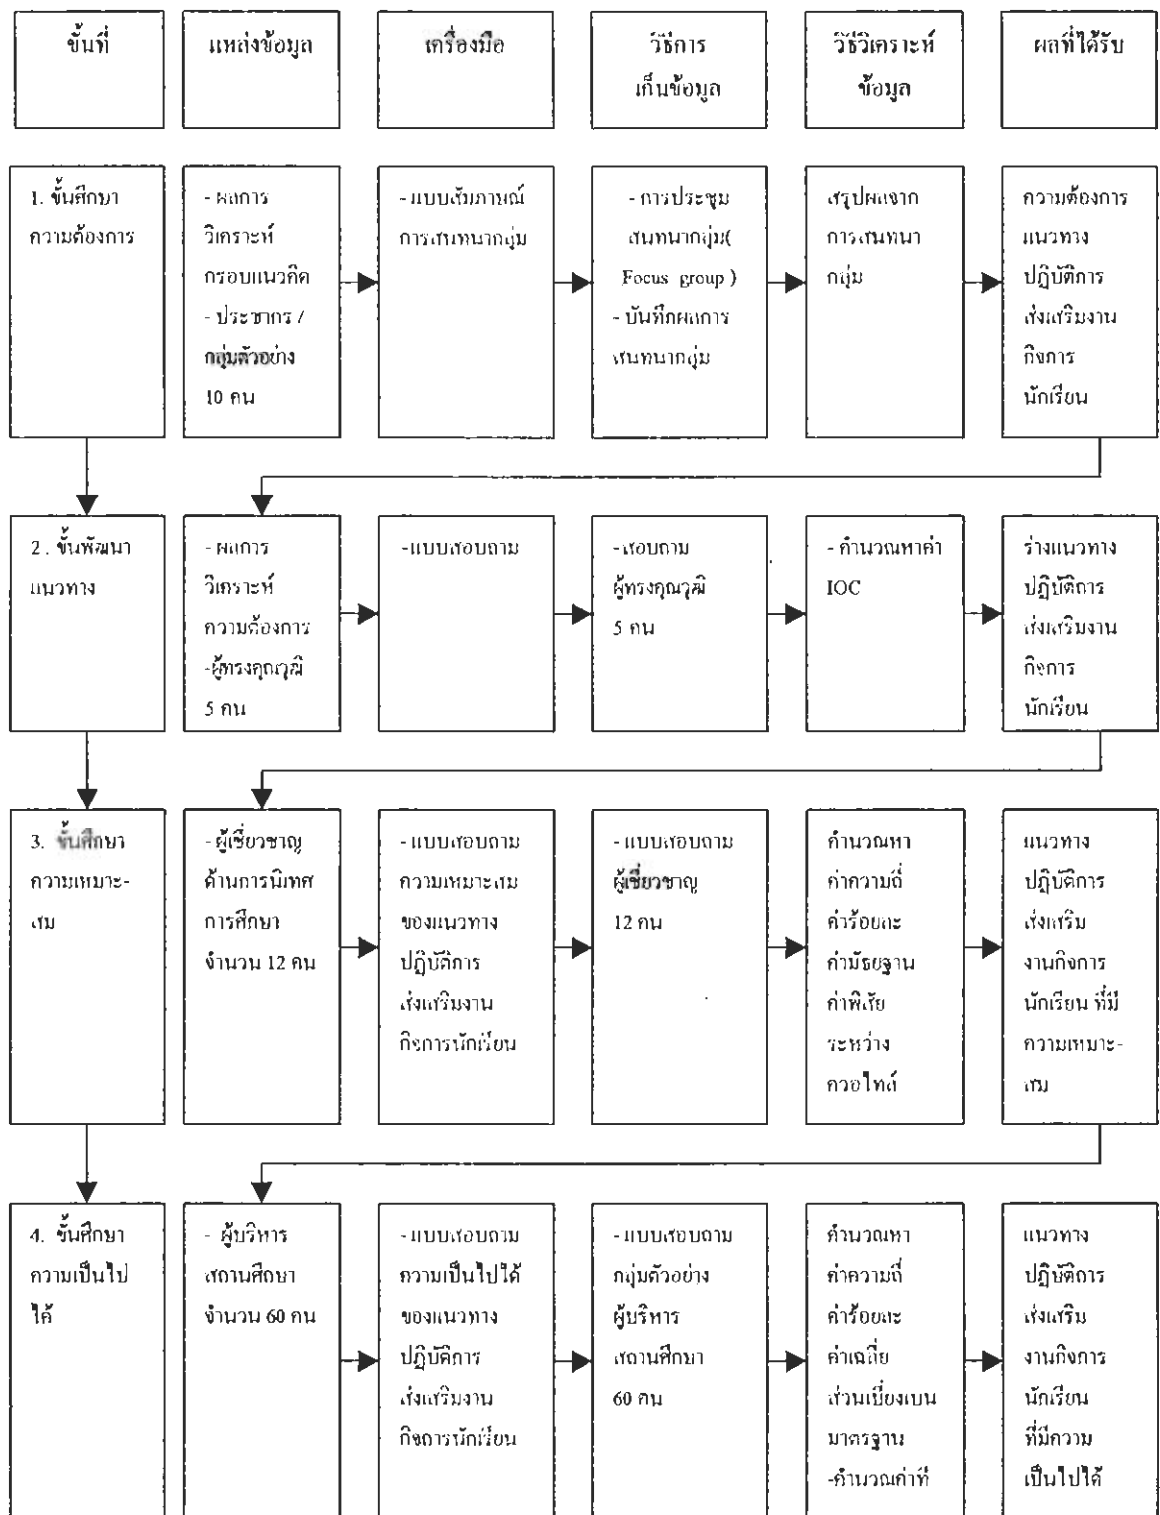 ขั้นที่
แหล่งข้อมูล
เครื่องมือ
วิธีการ
เก็บข้อมูล
วิธีวิเคราะห์
ข้อมูล
ผลที่ได้รับ
1. ขั้นศึกษา
ความต้องการ
- ผลการ
วิเคราะห์
กรอบแนวคิด
- ประชากร /
กลุ่มตัวอย่าง
10 คน
- แบบสัมภาษณ์
การสนทนากลุ่ม
- การประชุม
สนทนากลุ่ม(
Focus group )
- บันทึกผลการ
สนทนากลุ่ม
สรุปผลจาก
การสนทนา
กลุ่ม
ความต้องการ
แนวทาง
ปฏิบัติการ
ส่งเสริมงาน
กิจการ
นักเรียน
2 . ขั้นพัฒนา
แนวทาง
- ผลการ
วิเคราะห์
ความต้องการ
-ผู้ทรงคุณวุฒิ
5 คน
-แบบสอบถาม
-สอบถาม
ผู้ทรงคุณวุฒิ
5 คน
- คำนวณหาค่า
IOC
ร่างแนวทาง
ปฏิบัติการ
ส่งเสริมงาน
กิจการ
นักเรียน
3. ขั้นศึกษา
ความเหมาะ-
สม
- ผู้เชี่ยวชาญ
ด้านการนิเทศ
การศึกษา
จำนวน 12 คน
- แบบสอบถาม
ความเหมาะสม
ของแนวทาง
ปฏิบัติการ
ส่งเสริมงาน
กิจการนักเรียน
- แบบสอบถาม
ผู้เชี่ยวชาญ
12 คน
คำนวณหา
ค่าความถี่
ค่าร้อยละ
ค่ามัธยฐาน
ค่าพิสัย
ระหว่าง
ควอไทล์
แนวทาง
ปฏิบัติการ
ส่งเสริม
งานกิจการ
นักเรียน ที่มี
ความเหมาะ-
สม
4. ขั้นศึกษา
ความเป็นไป
ได้
- ผู้บริหาร
สถานศึกษา
จำนวน 60 คน
- แบบสอบถาม
ความเป็นไปได้
ของแนวทาง
ปฏิบัติการ
ส่งเสริมงาน
กิจการนักเรียน
- แบบสอบถาม
กลุ่มตัวอย่าง
ผู้บริหาร
สถานศึกษา
60 คน
คำนวณหา
ค่าความถี่
ค่าร้อยละ
ค่าเฉลี่ย
ส่วนเบี่ยงเบน
มาตรฐาน
-คำนวณค่าที
แนวทาง
ปฏิบัติการ
ส่งเสริม
งานกิจการ
นักเรียน
ที่มีความ
เป็นไปได้